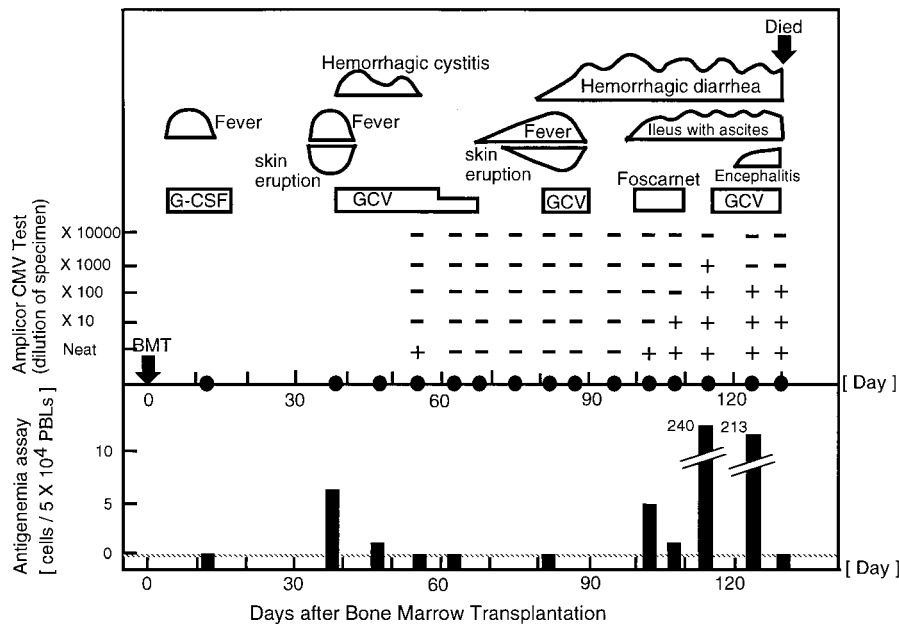 Died
Hemorrhagic cystitis
Hemorrhagic diarrhea
Fever
Fever
Fever
Ileus with ascites
skin eruption
skin eruption
Encephalitis
Foscarnet
G-CSF
GCV
GCV
GCV
Amplicor CMV Test
(dilution of specimen)
X 10000 - - - - - - - - - - - -
X 1000 - - - - - - - - - + - -
X 100 - - - - - - - - - + + +
X 10 - - - - - - - - + + + +
Neat + - - - - - - + + + + +
BMT
0 30 60 90 120 [ Day ]
Antigenemia assay
[ cells / 5 X 10⁴ PBLs ]
240 213
10
5
0
0 30 60 90 120 [ Day ]
Days after Bone Marrow Transplantation